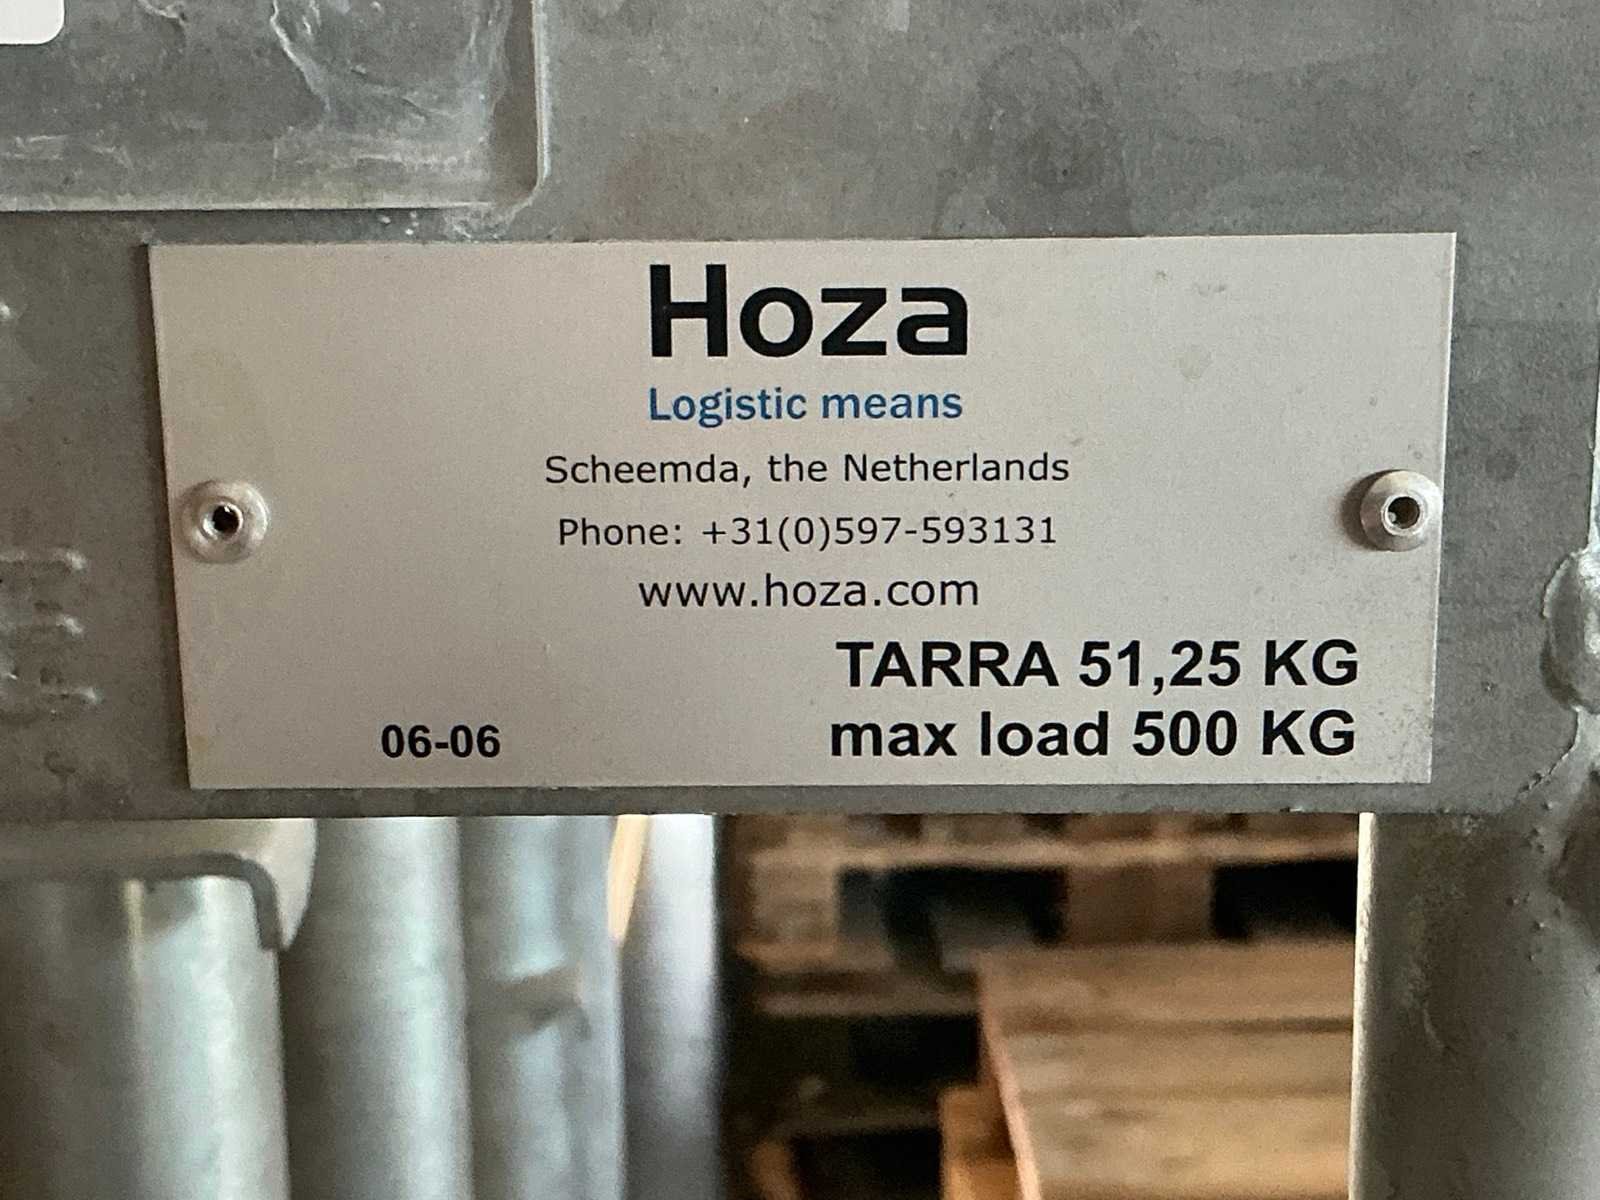 Hoza
Logistic means
Scheemda, the Netherlands
Phone: +31(0)597-593131
www.hoza.com
TARRA 51,25 KG
06-06 max load 500 KG